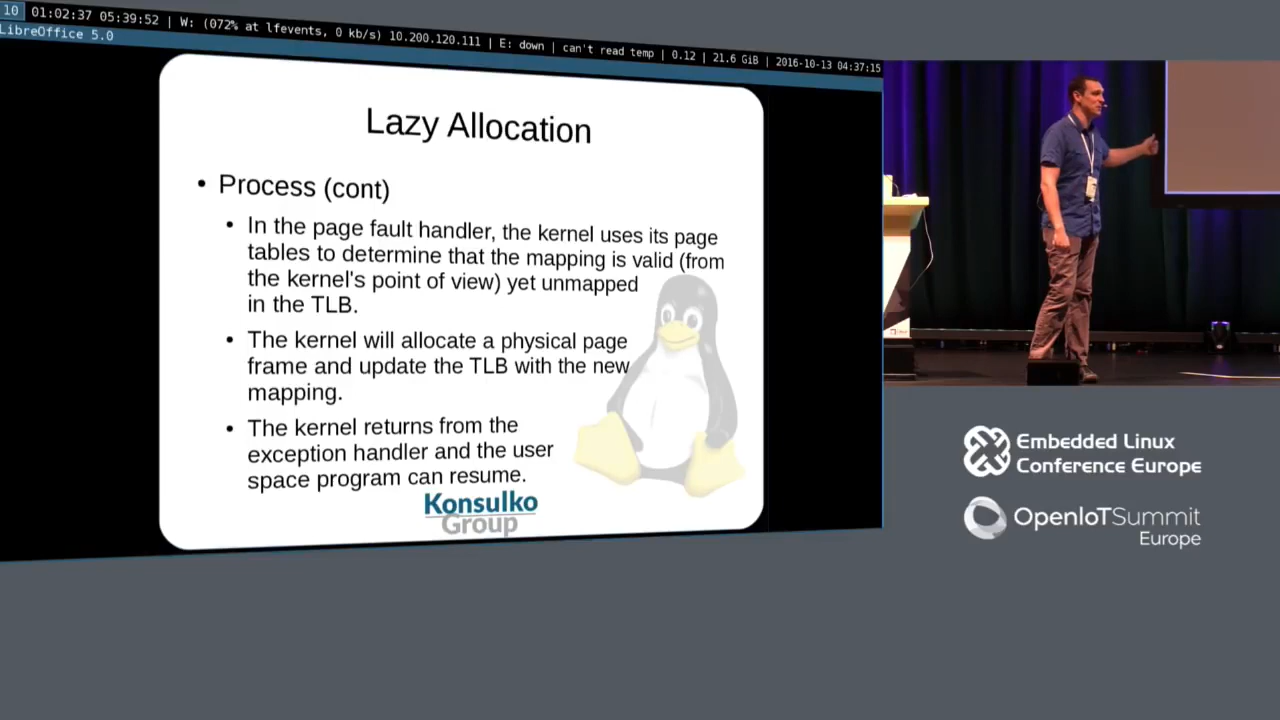 10 01:02:37 05:39:52 | W: (072% at lfevents, 0 kb/s) 10.200.120.111 | E: down | can't read temp | 0.12 | 21.6 GiB | 2016-10-13 04:37:15
LibreOffice 5.0
Lazy Allocation
• Process (cont)
• In the page fault handler, the kernel uses its page
tables to determine that the mapping is valid (from
the kernel's point of view) yet unmapped
in the TLB.
• The kernel will allocate a physical page
frame and update the TLB with the new
mapping.
• The kernel returns from the
exception handler and the user
space program can resume.
Konsulko
Group
Embedded Linux
Conference Europe
OpenIoTSummit
Europe